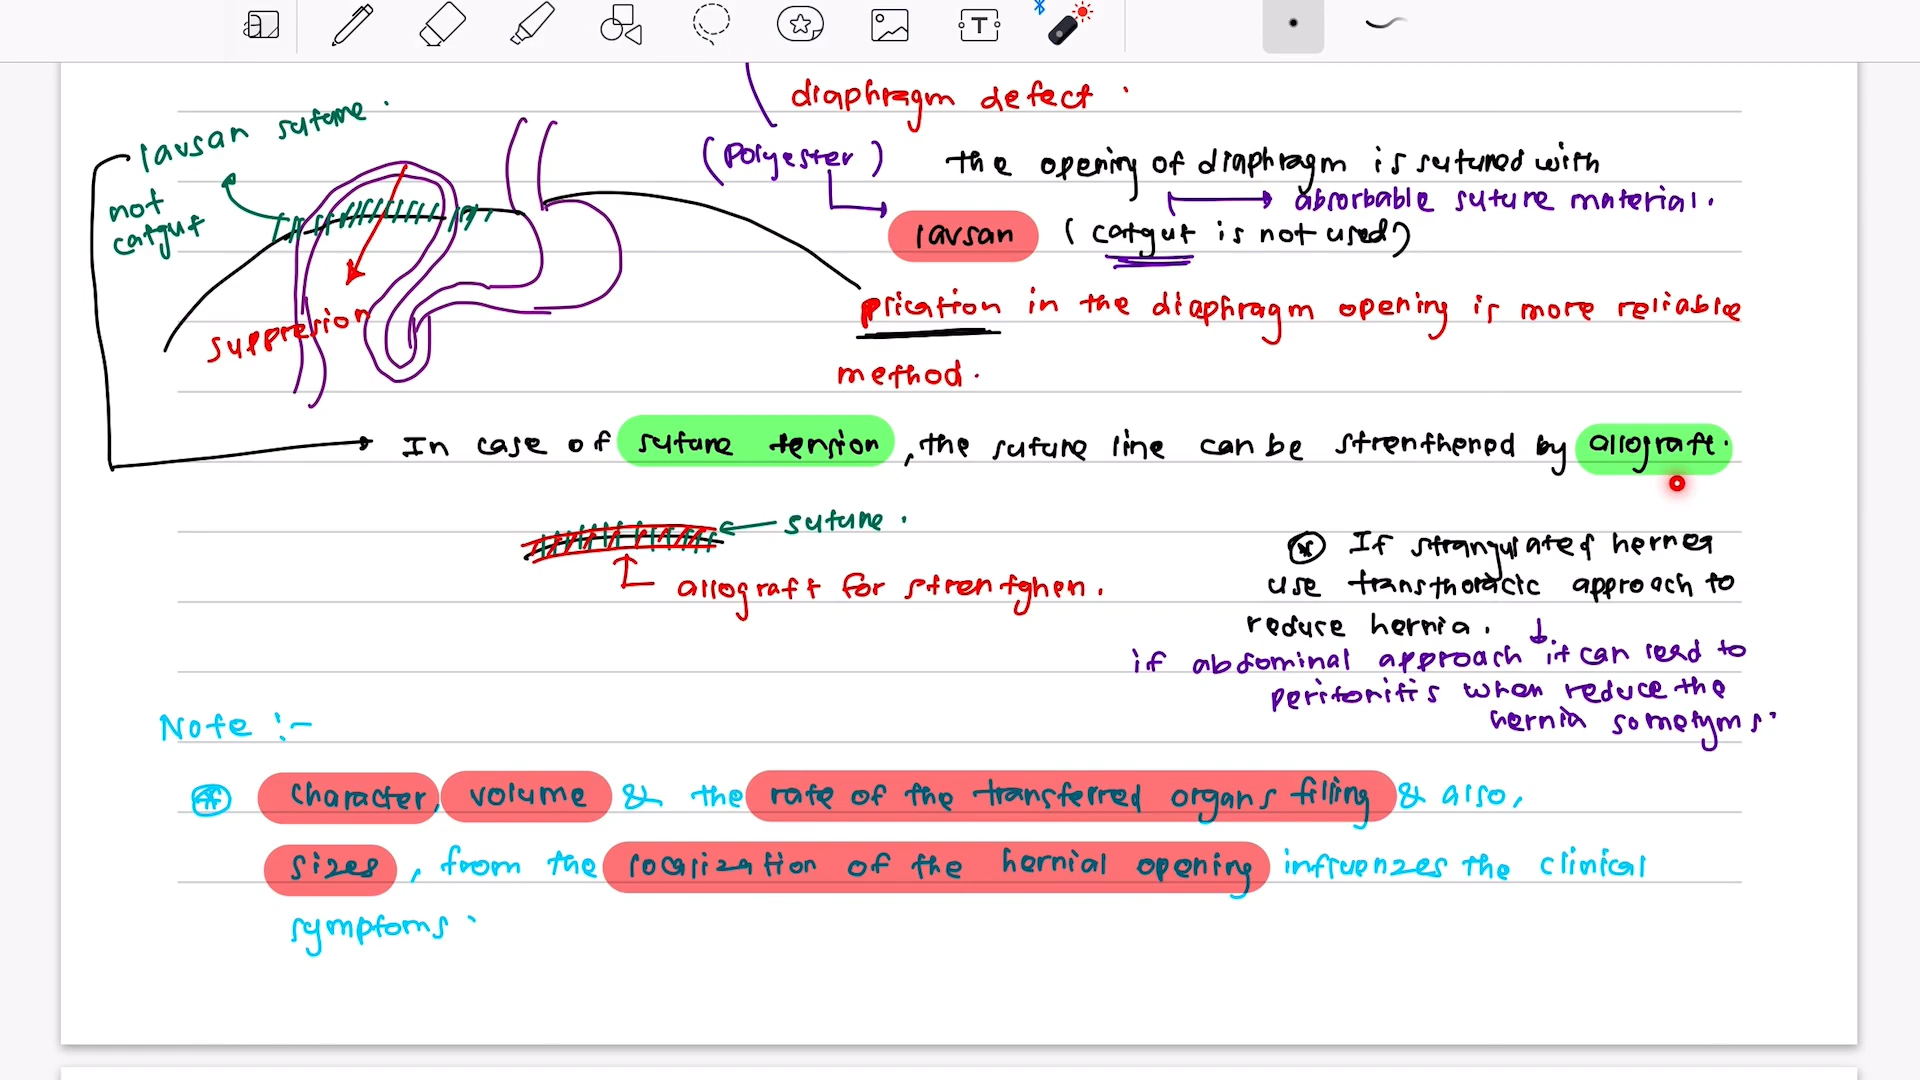 diaphragm defect.
lavsan suture.
not
catgut
(Polyester)
the opening of diaphragm is sutured with
absorbable suture material.
lavsan (catgut is not used)
plication in the diaphragm opening is more reliable
method.
suppresion
In case of suture tension, the suture line can be strenthened by allograft.
suture.
allograft for strentghen.
If strangulated hernea
use transthoracic approach to
reduce hernia.
if abdominal approach it can lead to
peritonitis when reduce the
hernia sometyms.
Note :-
character, volume & the rate of the transferred organs filling & also,
sizes, from the localization of the hernial opening influenzes the clinical
symptoms.